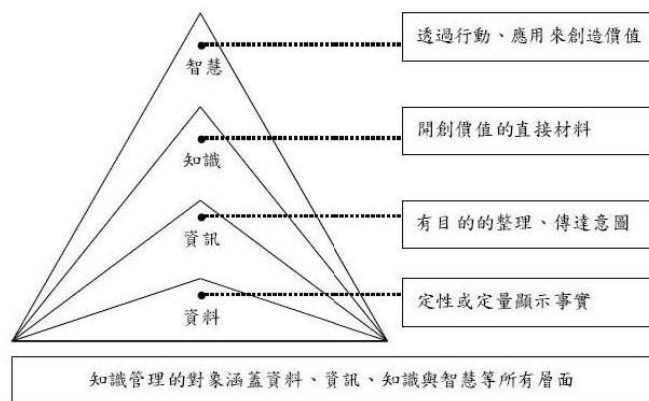 透過行動、應用來創造價值
智慧
開創價值的直接材料
知識
有目的的整理、傳達意圖
資訊
定性或定量顯示事實
資料
知識管理的對象涵蓋資料、資訊、知識與智慧等所有層面